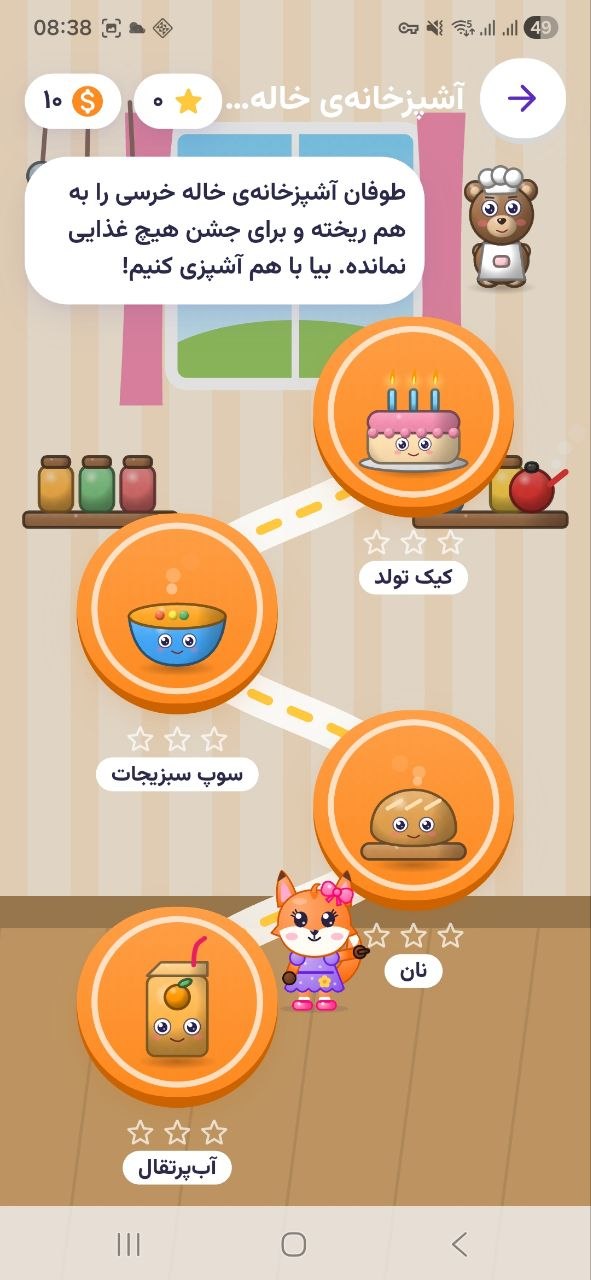 08:38
49
آشپزخانه‌ی خاله...
۰
۱۰
طوفان آشپزخانه‌ی خاله خرسی را به
هم ریخته و برای جشن هیچ غذایی
نمانده. بیا با هم آشپزی کنیم!
کیک تولد
سوپ سبزیجات
نان
آب‌پرتقال